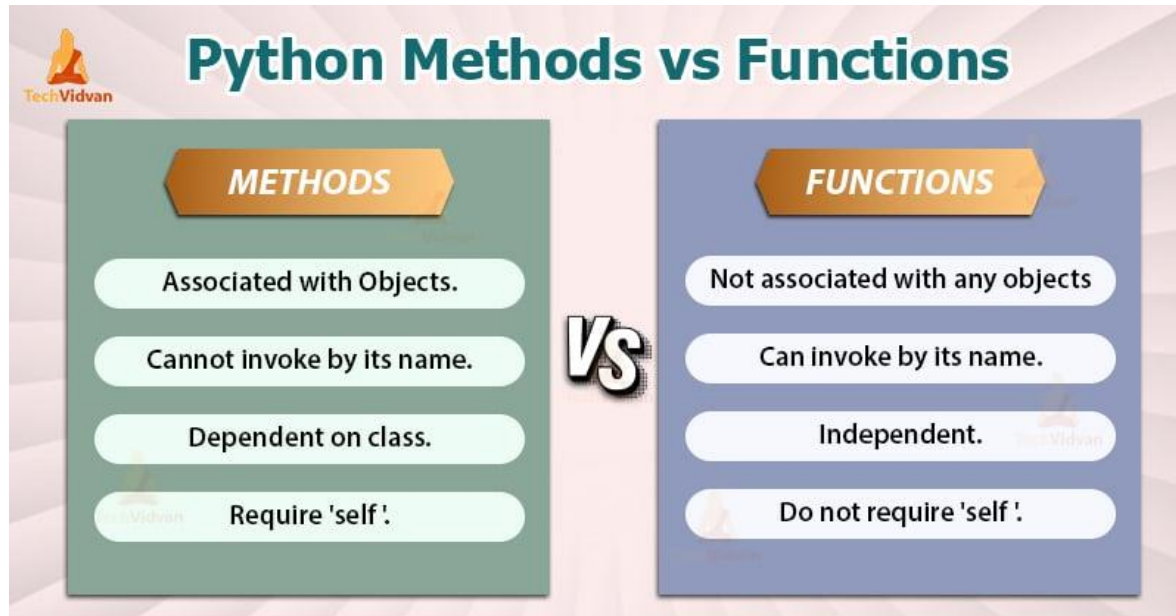 Python Methods vs Functions
TechVidvan
METHODS
Associated with Objects.
Cannot invoke by its name.
Dependent on class.
Require 'self '.
VS
FUNCTIONS
Not associated with any objects
Can invoke by its name.
Independent.
Do not require 'self '.